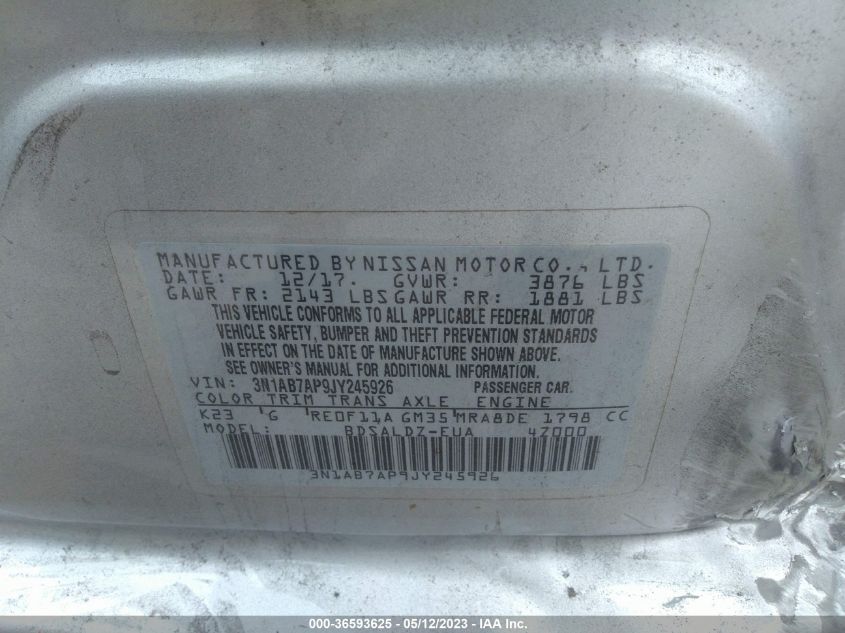 MANUFACTURED BY NISSAN MOTOR CO., LTD.
DATE: 12/17. GVWR: 3876 LBS
GAWR FR: 2143 LBS GAWR RR: 1881 LBS
THIS VEHICLE CONFORMS TO ALL APPLICABLE FEDERAL MOTOR
VEHICLE SAFETY, BUMPER AND THEFT PREVENTION STANDARDS
IN EFFECT ON THE DATE OF MANUFACTURE SHOWN ABOVE.
SEE OWNER'S MANUAL FOR ADDITIONAL INFORMATION.
VIN: 3N1AB7AP9JY245926 PASSENGER CAR.
COLOR TRIM TRANS AXLE ENGINE
K23 G RE0F11A GM35 MRA8DE 1798 CC
MODEL: BDSALDZ-EUA 4Z000
3N1AB7AP9JY245926
000-36593625 - 05/12/2023 - IAA Inc.